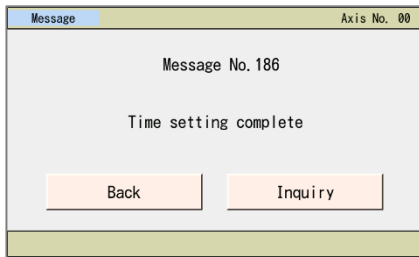 Message Axis No. 00
Message No.186
Time setting complete
Back Inquiry